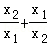 x₂/x₁ + x₁/x₂